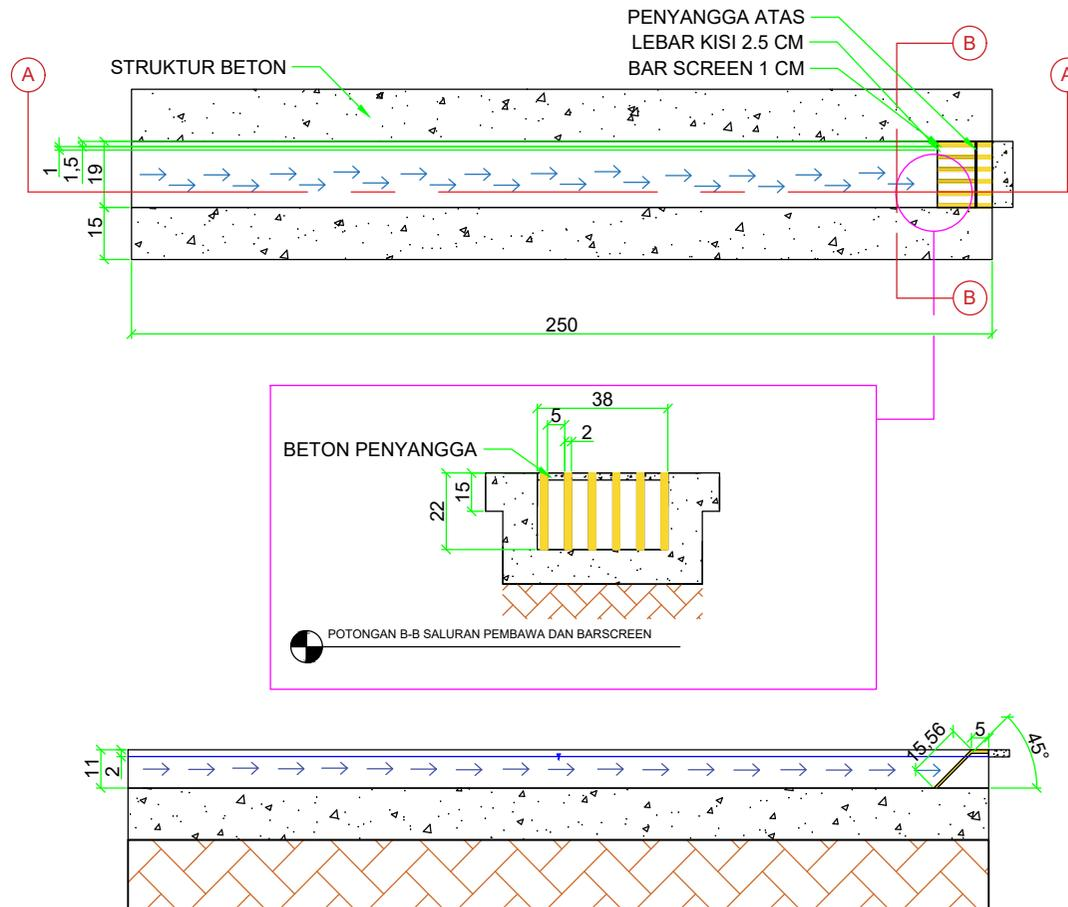 PENYANGGA ATAS
LEBAR KISI 2.5 CM
BAR SCREEN 1 CM
STRUKTUR BETON
A
B
A
1
1,5
19
15
B
250
38
5
2
BETON PENYANGGA
15
22
POTONGAN B-B SALURAN PEMBAWA DAN BARSCREEN
11
2
15,56
5
45°